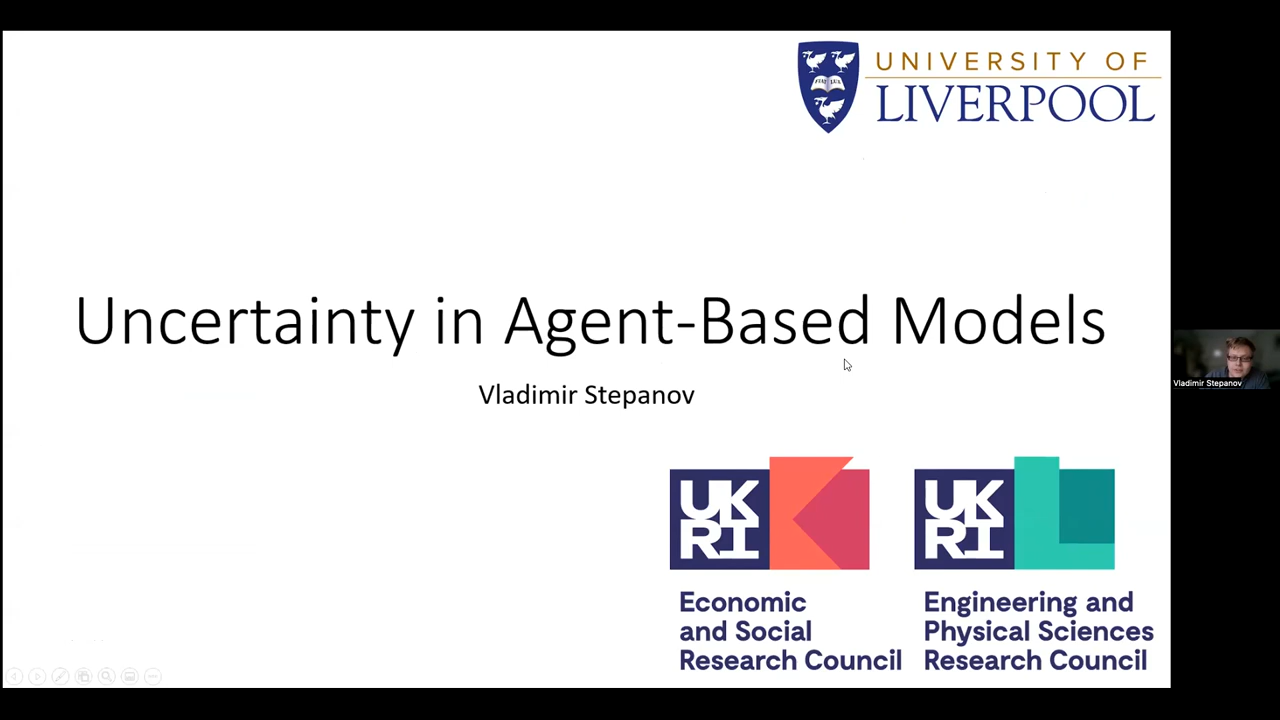 UNIVERSITY OF
LIVERPOOL
Uncertainty in Agent-Based Models
Vladimir Stepanov
Vladimir Stepanov
UK
RI
Economic
and Social
Research Council
UK
RI
Engineering and
Physical Sciences
Research Council